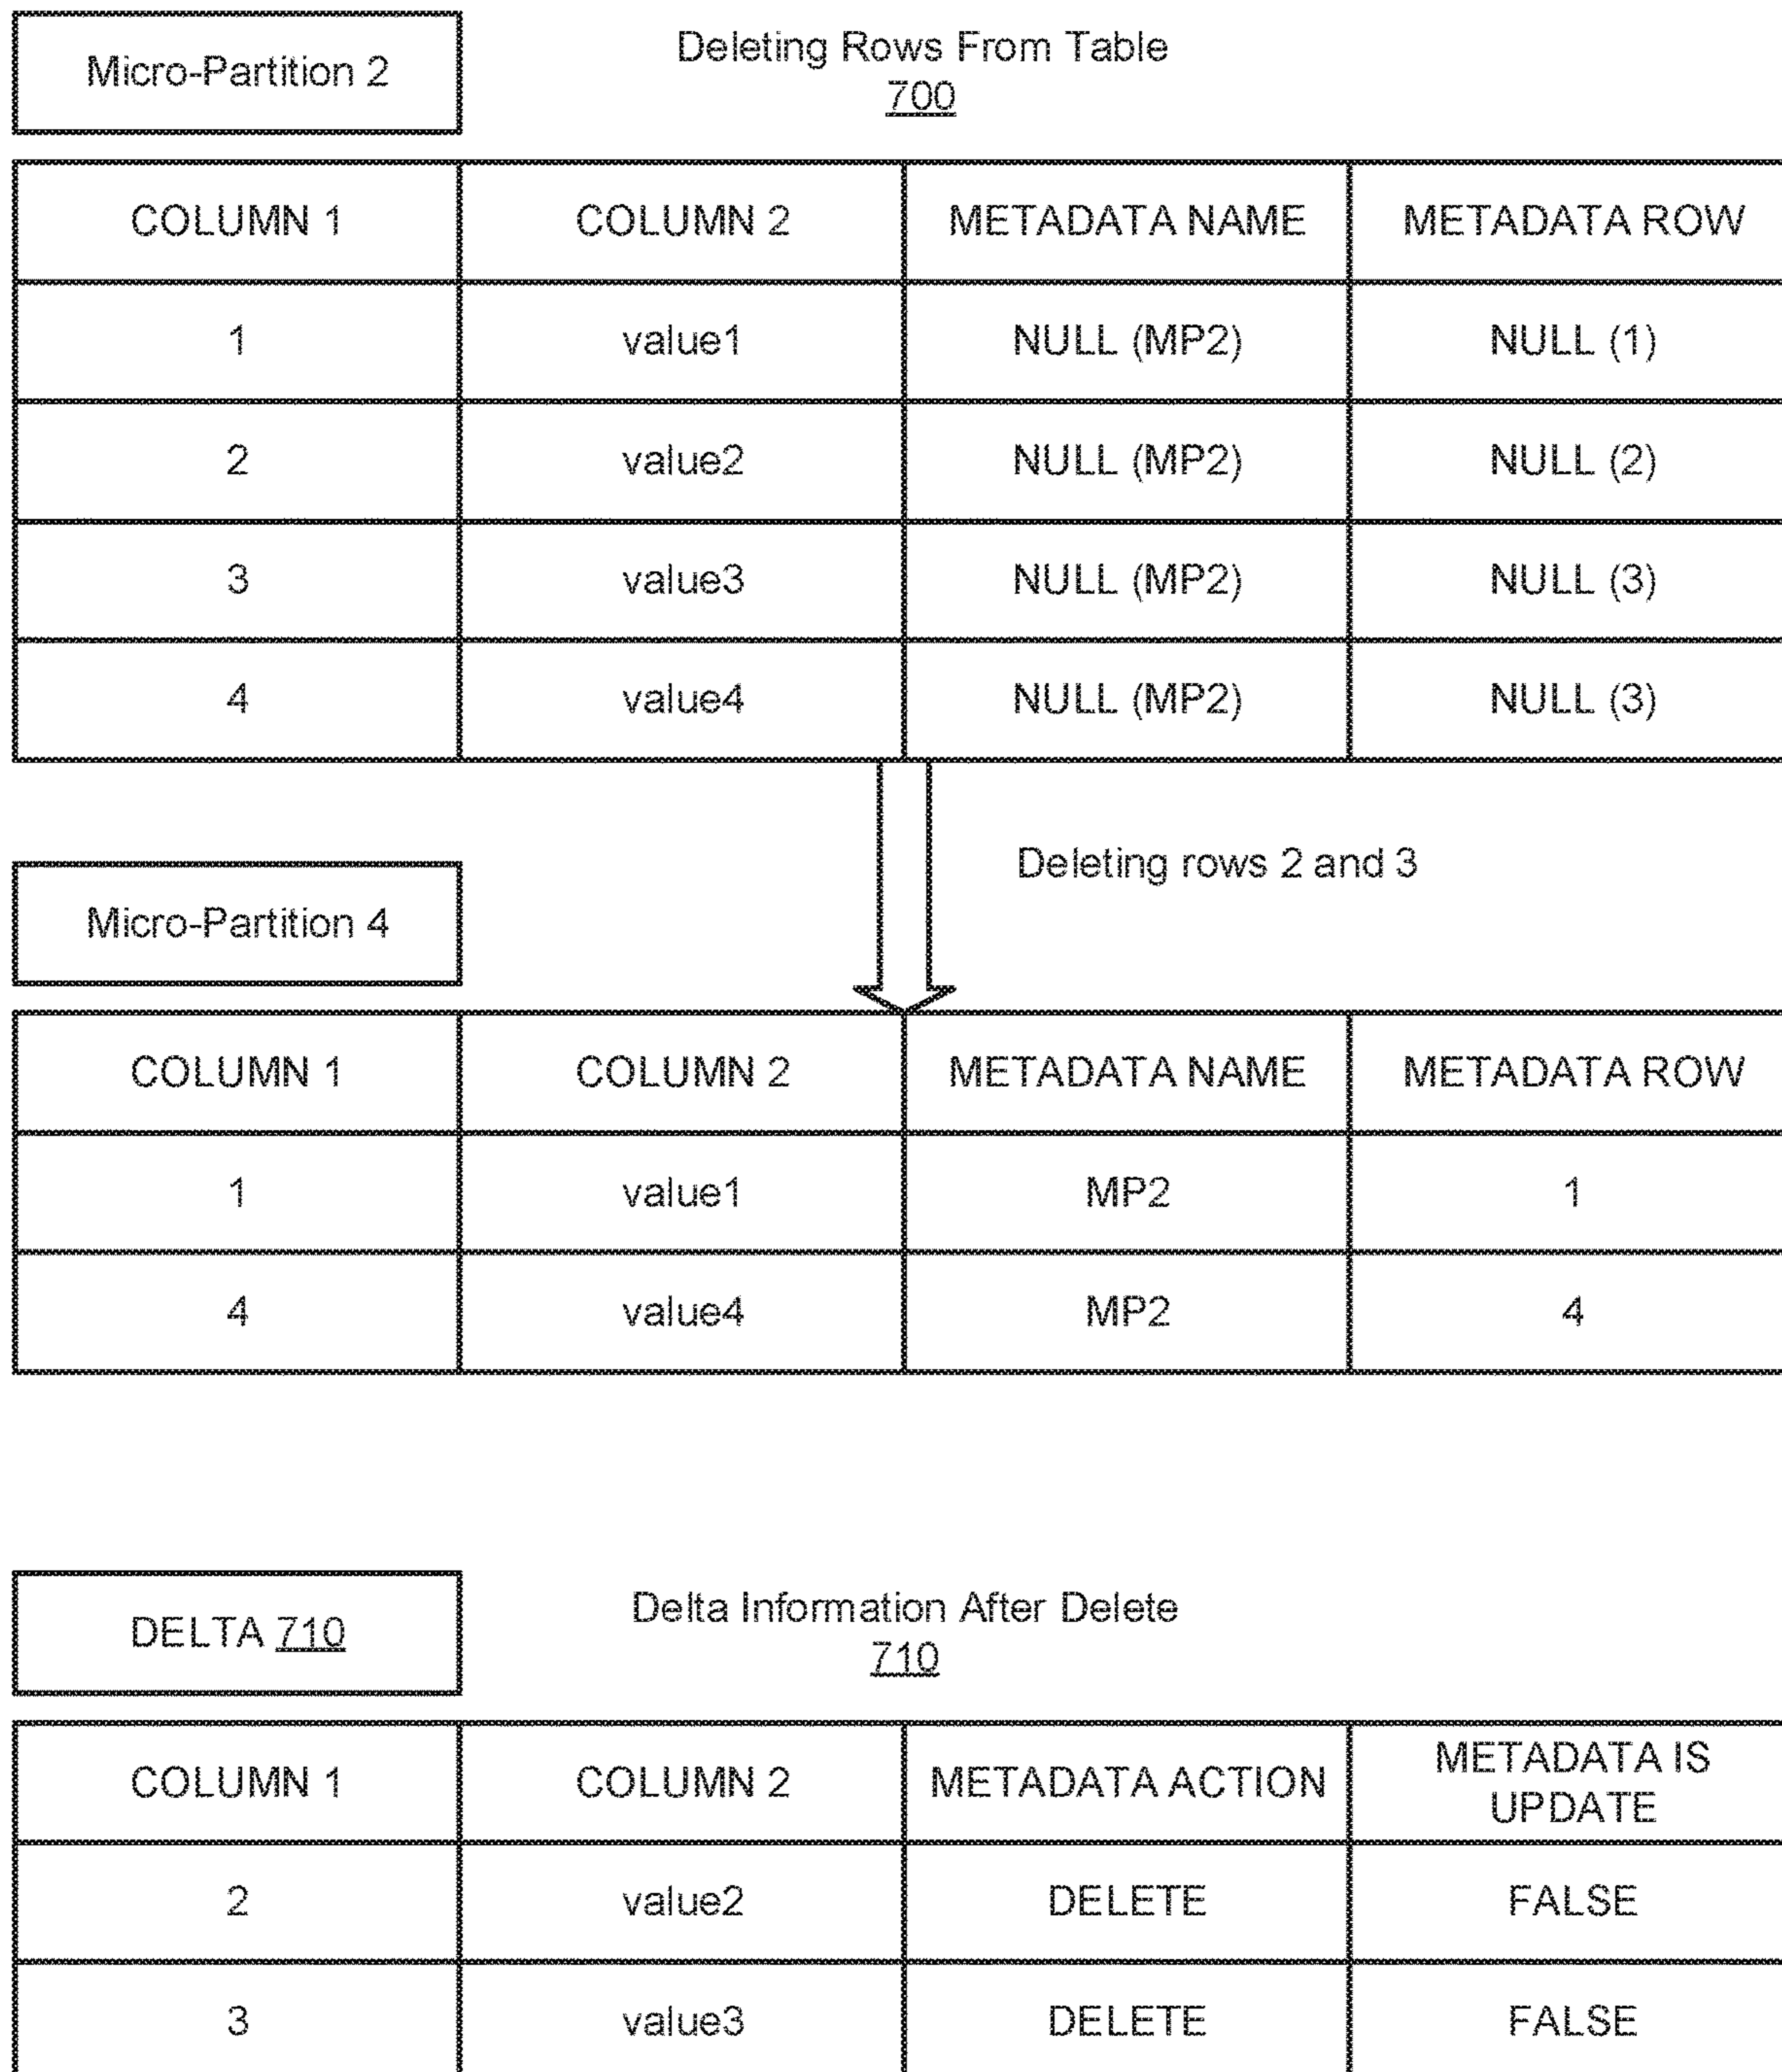 Micro-Partition 2
Deleting Rows From Table
700
COLUMN 1 COLUMN 2 METADATA NAME METADATA ROW
1 value1 NULL (MP2) NULL (1)
2 value2 NULL (MP2) NULL (2)
3 value3 NULL (MP2) NULL (3)
4 value4 NULL (MP2) NULL (3)
Deleting rows 2 and 3
Micro-Partition 4
COLUMN 1 COLUMN 2 METADATA NAME METADATA ROW
1 value1 MP2 1
4 value4 MP2 4
DELTA 710
Delta Information After Delete
710
COLUMN 1 COLUMN 2 METADATA ACTION METADATA IS
UPDATE
2 value2 DELETE FALSE
3 value3 DELETE FALSE